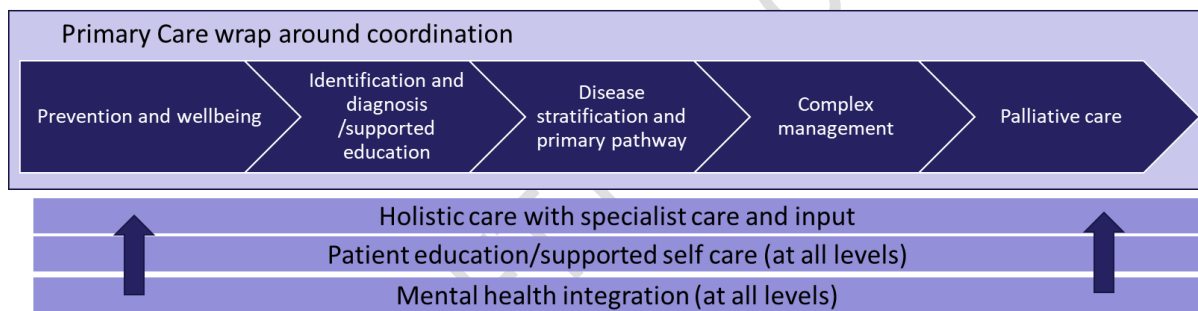 Primary Care wrap around coordination
Prevention and wellbeing
Identification and
diagnosis
/supported
education
Disease
stratification and
primary pathway
Complex
management
Palliative care
Holistic care with specialist care and input
Patient education/supported self care (at all levels)
Mental health integration (at all levels)